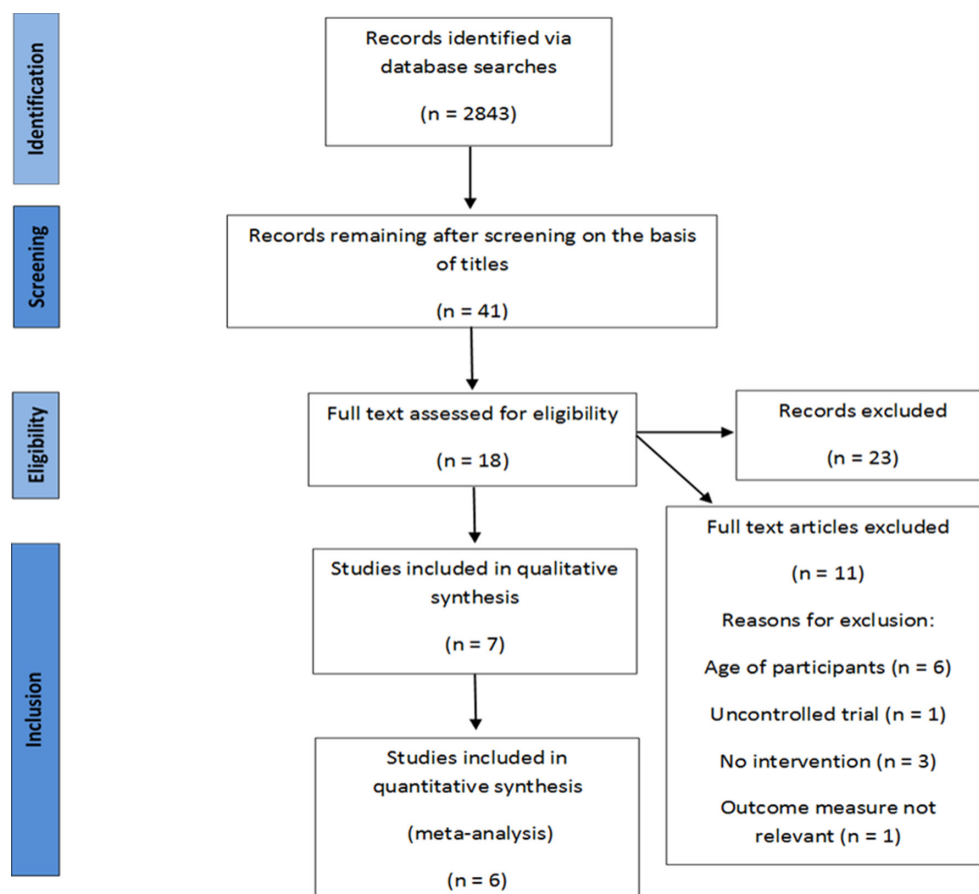 Identification
Records identified via
database searches
(n = 2843)
Screening
Records remaining after screening on the basis
of titles
(n = 41)
Eligibility
Full text assessed for eligibility
(n = 18)
Records excluded
(n = 23)
Full text articles excluded
(n = 11)
Reasons for exclusion:
Age of participants (n = 6)
Uncontrolled trial (n = 1)
No intervention (n = 3)
Outcome measure not
relevant (n = 1)
Inclusion
Studies included in qualitative
synthesis
(n = 7)
Studies included in
quantitative synthesis
(meta-analysis)
(n = 6)